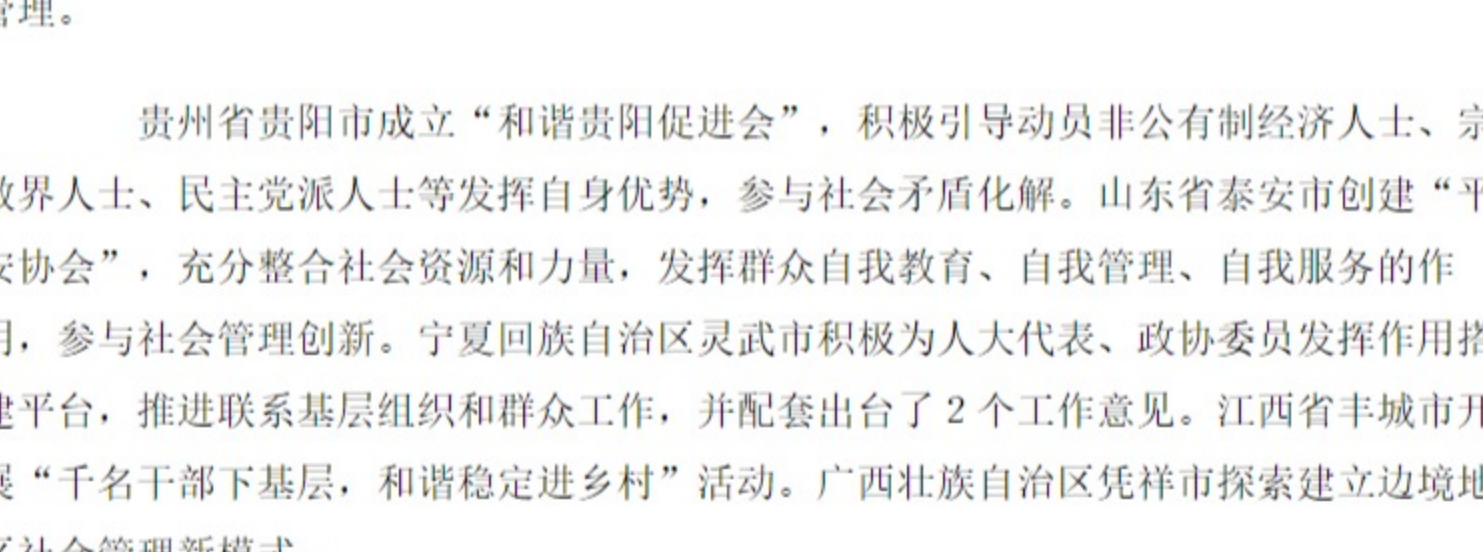 管理。
贵州省贵阳市成立“和谐贵阳促进会”，积极引导动员非公有制经济人士、宗
教界人士、民主党派人士等发挥自身优势，参与社会矛盾化解。山东省泰安市创建“平
安协会”，充分整合社会资源和力量，发挥群众自我教育、自我管理、自我服务的作
用，参与社会管理创新。宁夏回族自治区灵武市积极为人大代表、政协委员发挥作用搭
建平台，推进联系基层组织和群众工作，并配套出台了2个工作意见。江西省丰城市开
展“千名干部下基层，和谐稳定进乡村”活动。广西壮族自治区凭祥市探索建立边境地
区社会管理新模式。